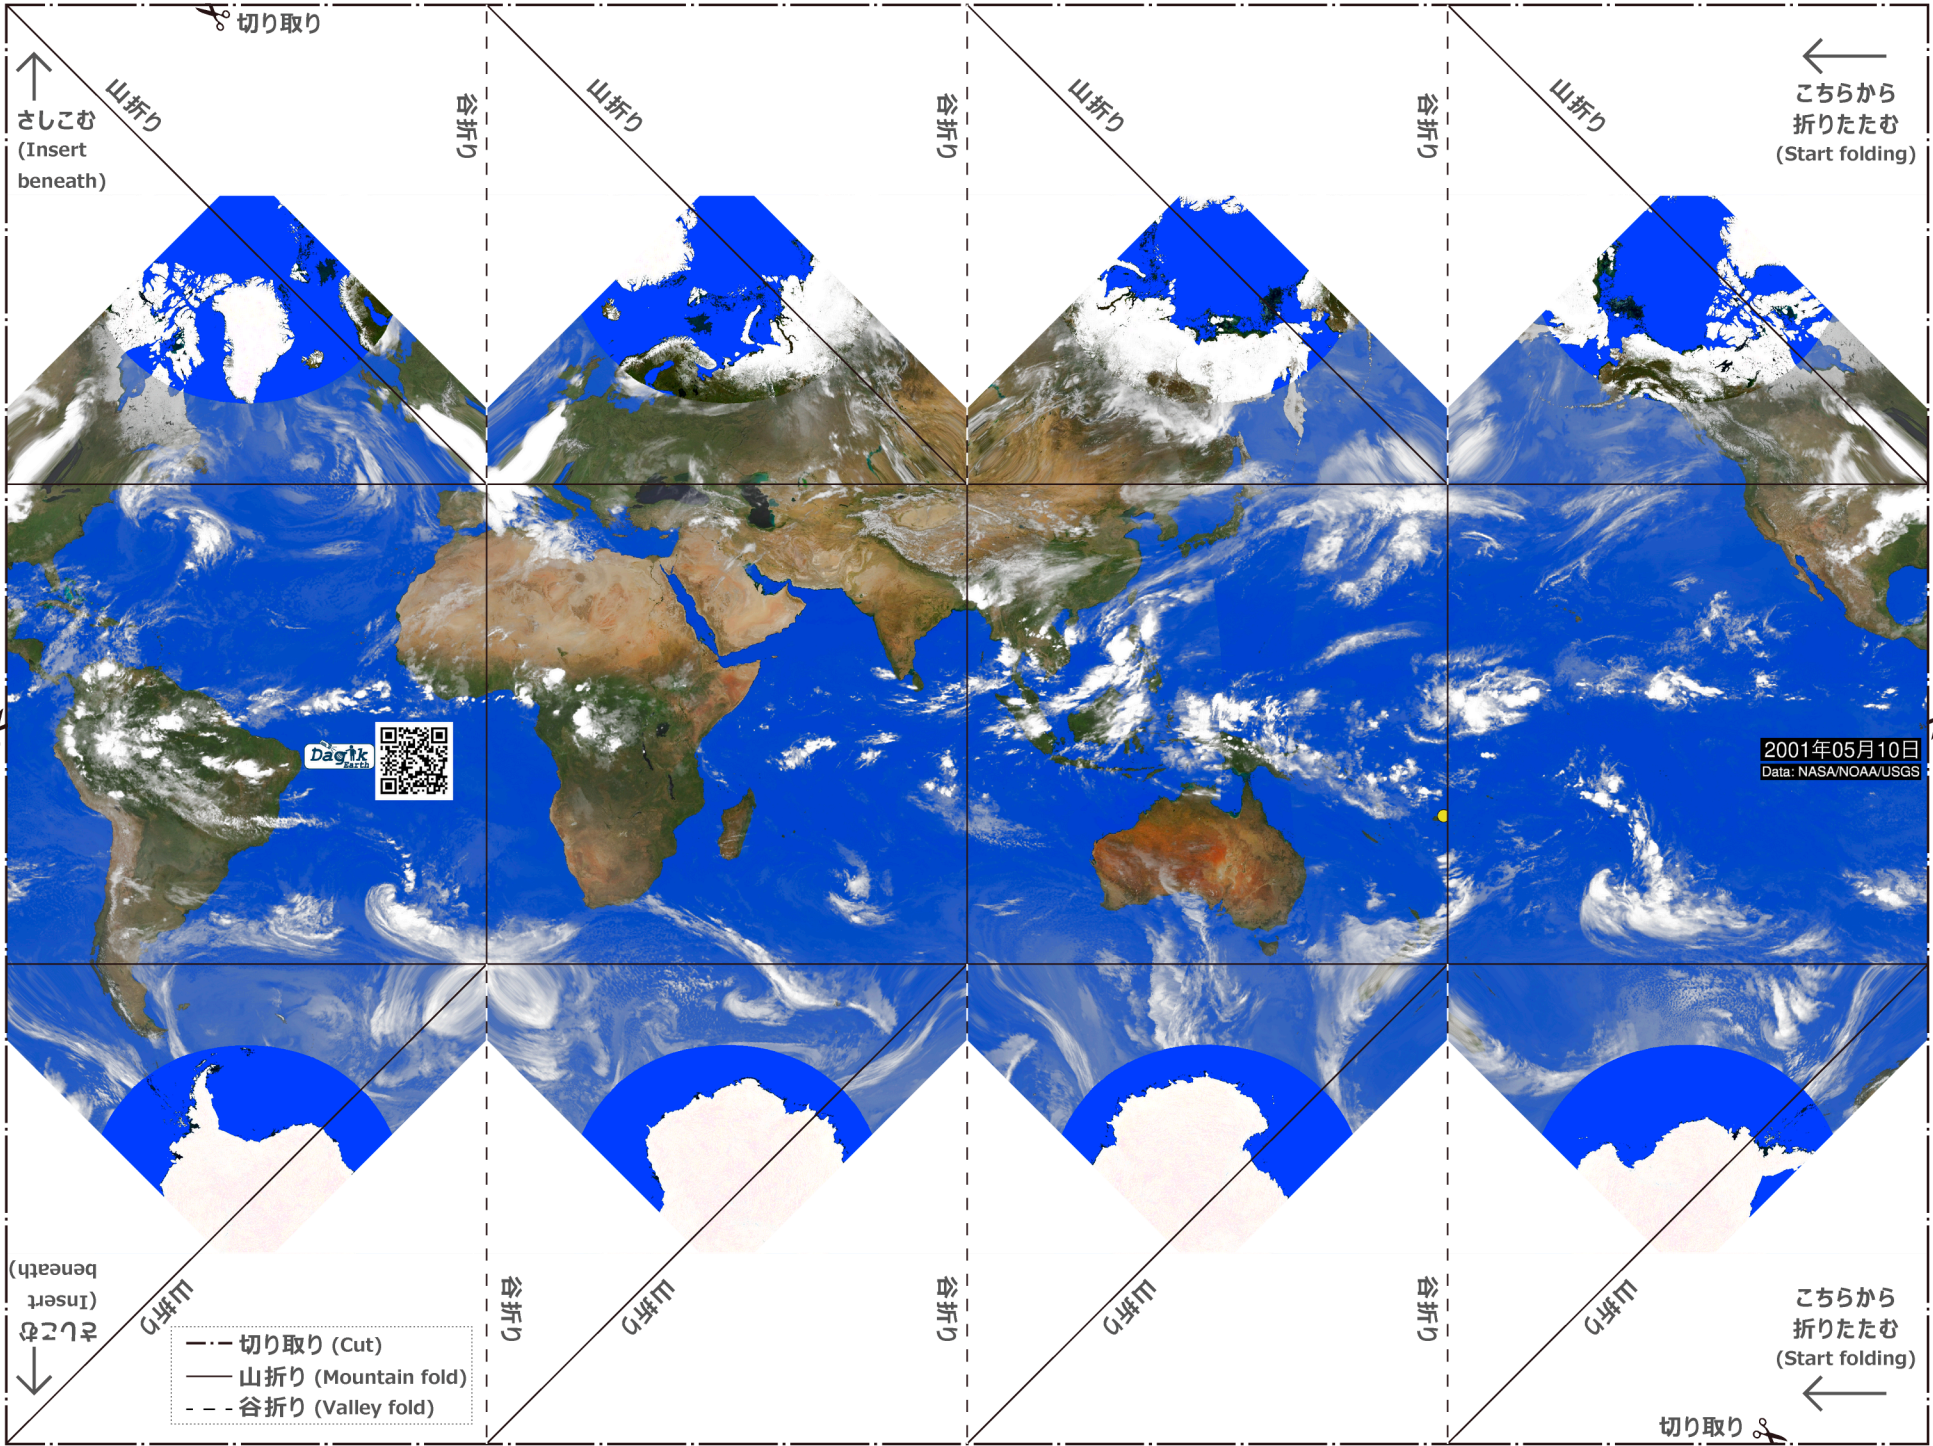 切り取り
さしこむ
(Insert
beneath)
山折り
谷折り
山折り
谷折り
山折り
谷折り
山折り
こちらから
折りたたむ
(Start folding)
Dagik
Earth
2001年05月10日
Data: NASA/NOAA/USGS
さしこむ
(Insert
beneath)
山折り
谷折り
山折り
谷折り
山折り
谷折り
山折り
こちらから
折りたたむ
(Start folding)
切り取り (Cut)
山折り (Mountain fold)
谷折り (Valley fold)
切り取り